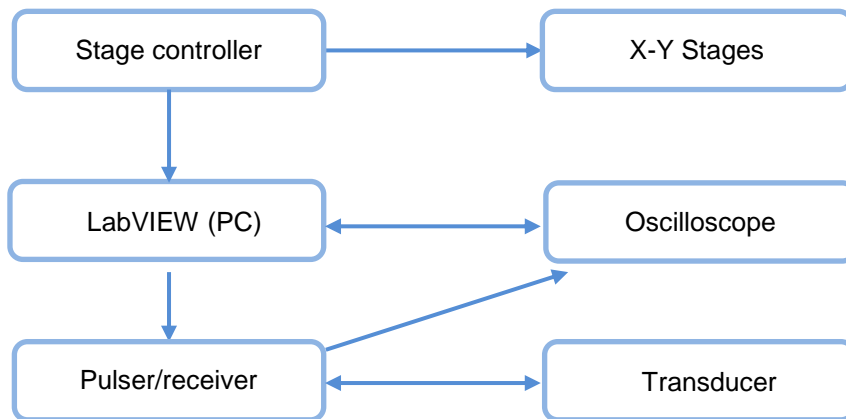 Stage controller
X-Y Stages
LabVIEW (PC)
Oscilloscope
Pulser/receiver
Transducer